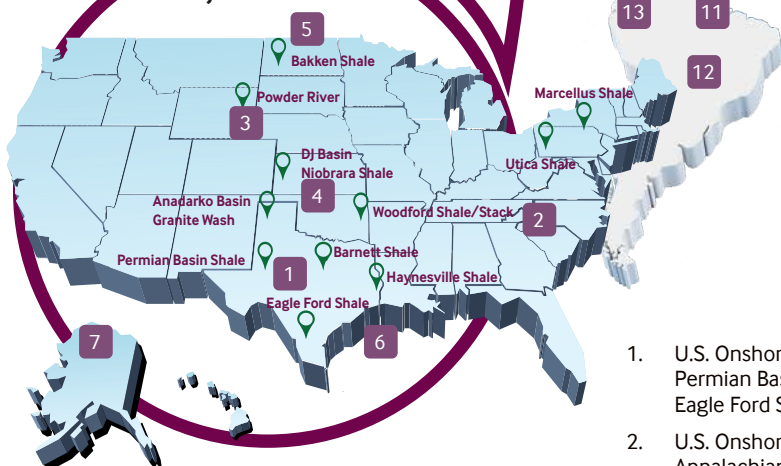 13
11
5
12
Bakken Shale
Powder River
Marcellus Shale
3
DJ Basin
Niobrara Shale
Utica Shale
Anadarko Basin
Granite Wash
4
Woodford Shale/Stack
2
Permian Basin Shale
Barnett Shale
1
Haynesville Shale
Eagle Ford Shale
7
6
1. U.S. Onshor
Permian Bas
Eagle Ford S
2. U.S. Onshor